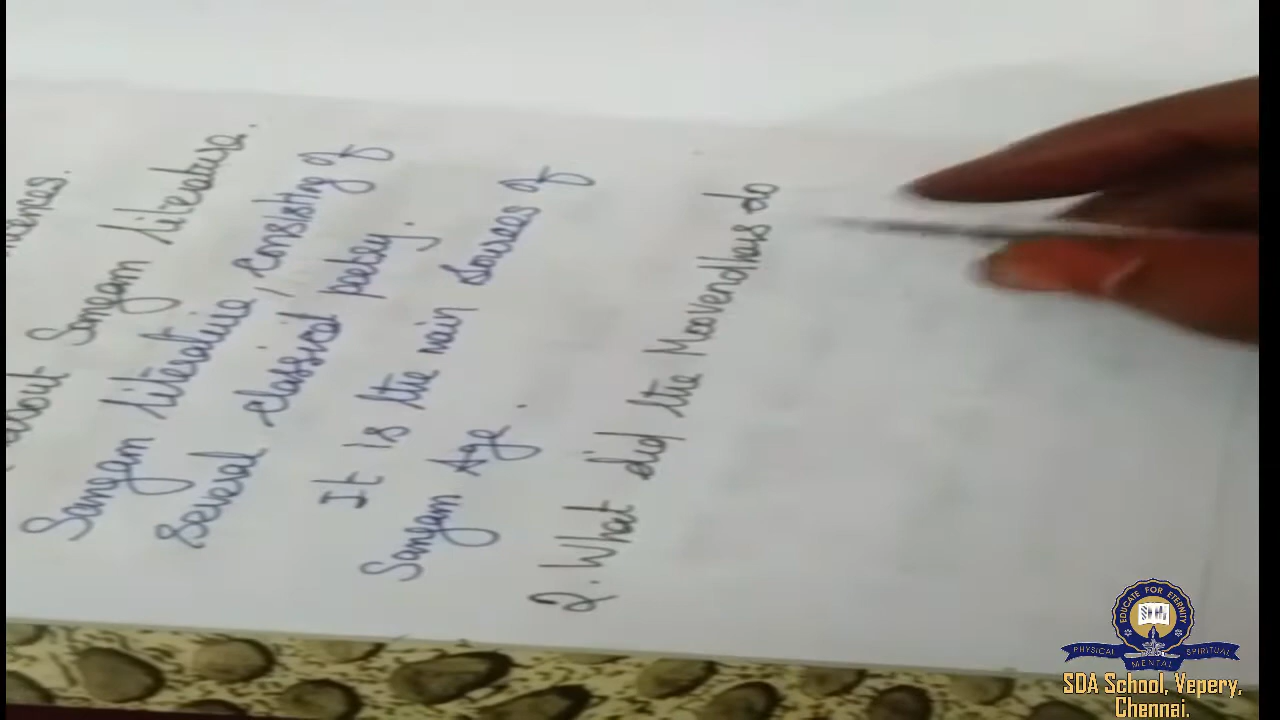 about Sangam literature.
Sangam literature, consisting of
several classical poetry.
It is the main Sources of
Sangam Age.
2. What did the Moovendhars do
EDUCATE FOR ETERNITY
PHYSICAL MENTAL SPIRITUAL
SDA School, Vepery,
Chennai.